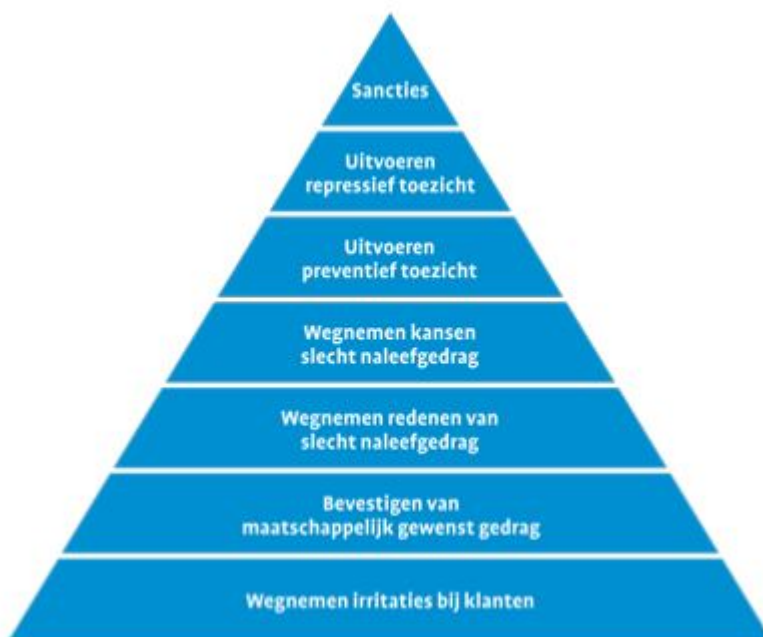 Sancties
Uitvoeren
repressief toezicht
Uitvoeren
preventief toezicht
Wegnemen kansen
slecht naleefgedrag
Wegnemen redenen van
slecht naleefgedrag
Bevestigen van
maatschappelijk gewenst gedrag
Wegnemen irritaties bij klanten